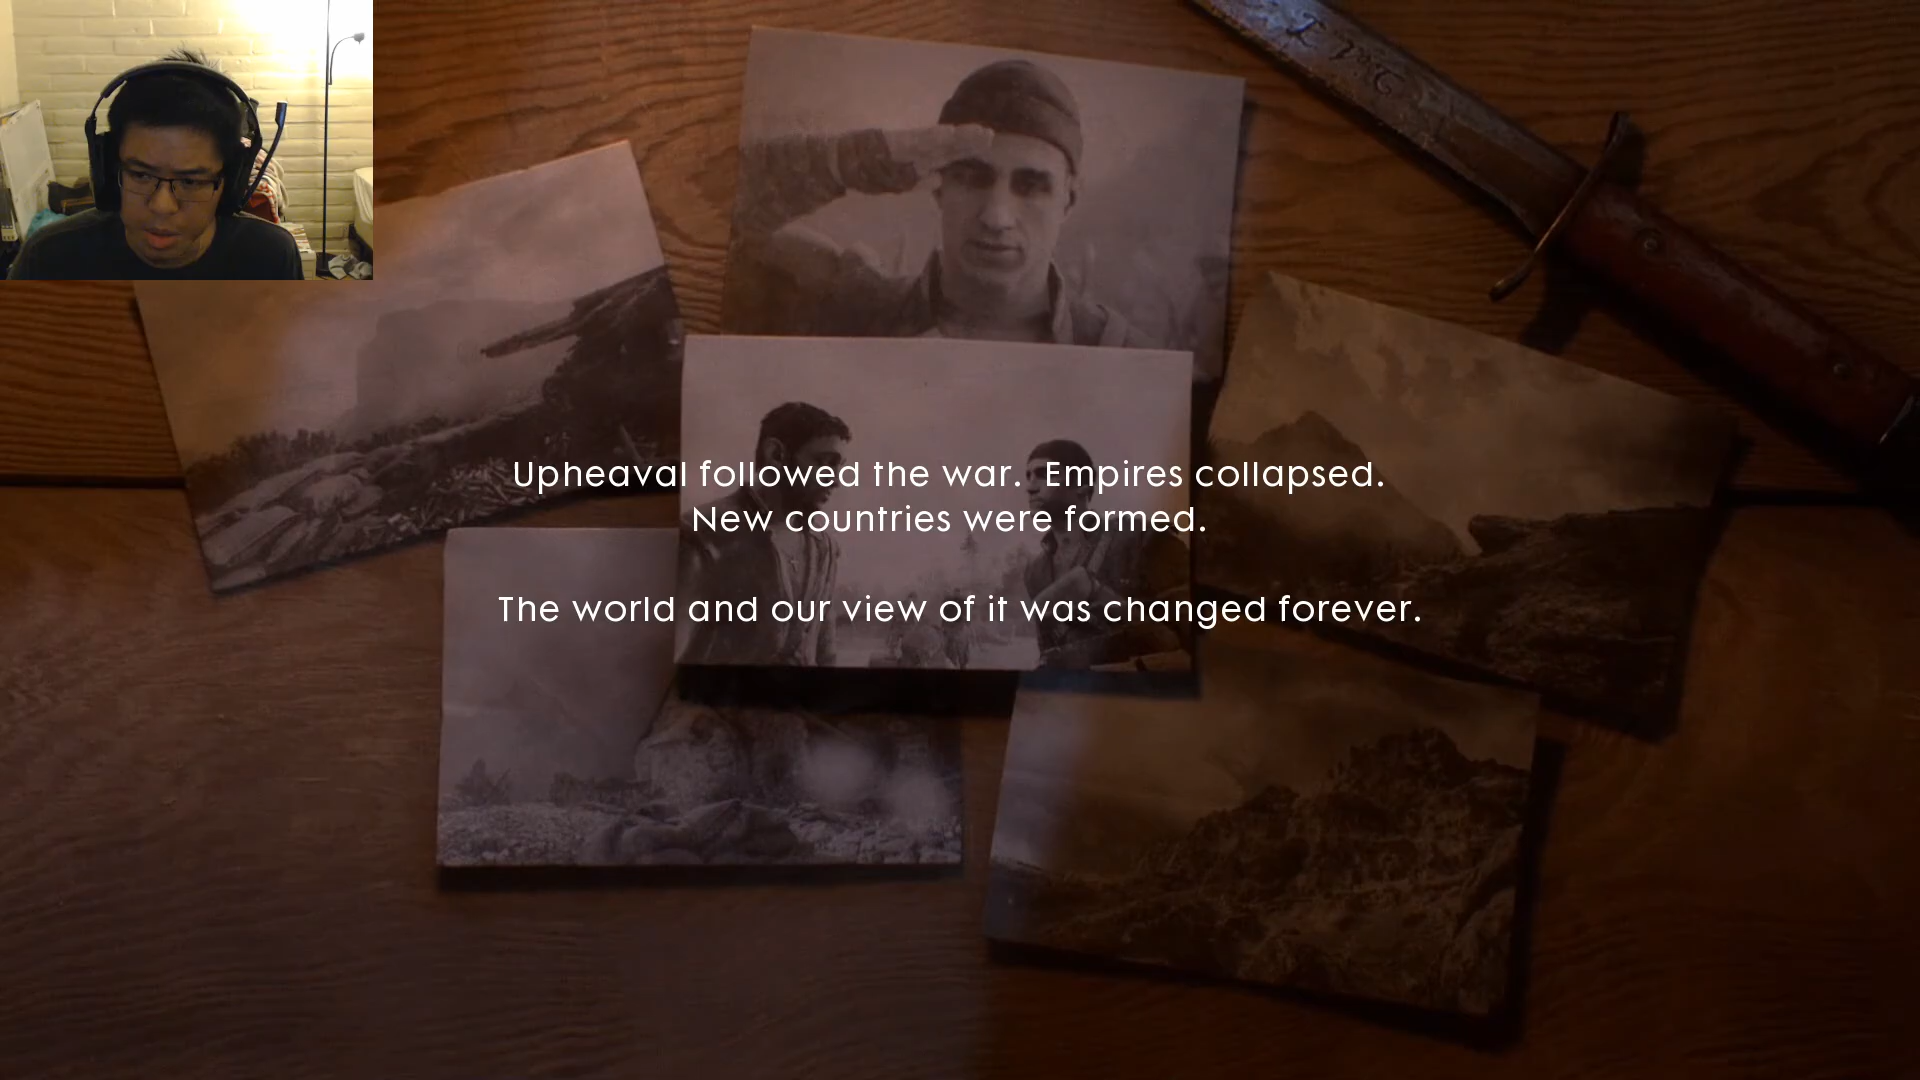 Upheaval followed the war.  Empires collapsed.
New countries were formed.
The world and our view of it was changed forever.